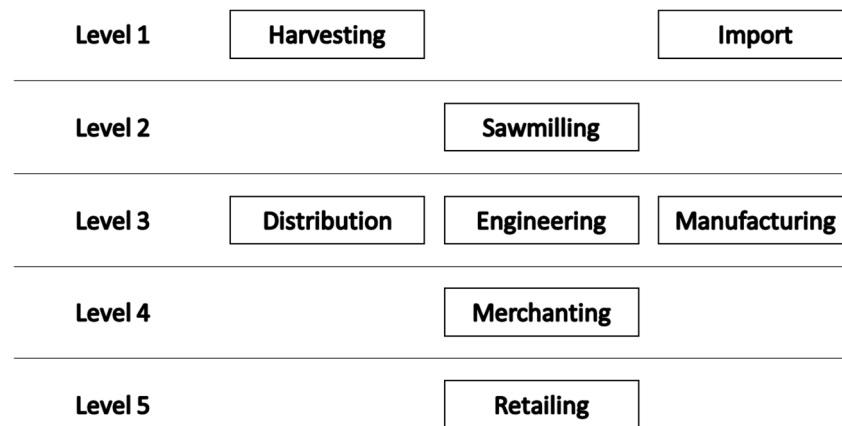 Level 1 Harvesting Import
Level 2 Sawmilling
Level 3 Distribution Engineering Manufacturing
Level 4 Merchanting
Level 5 Retailing